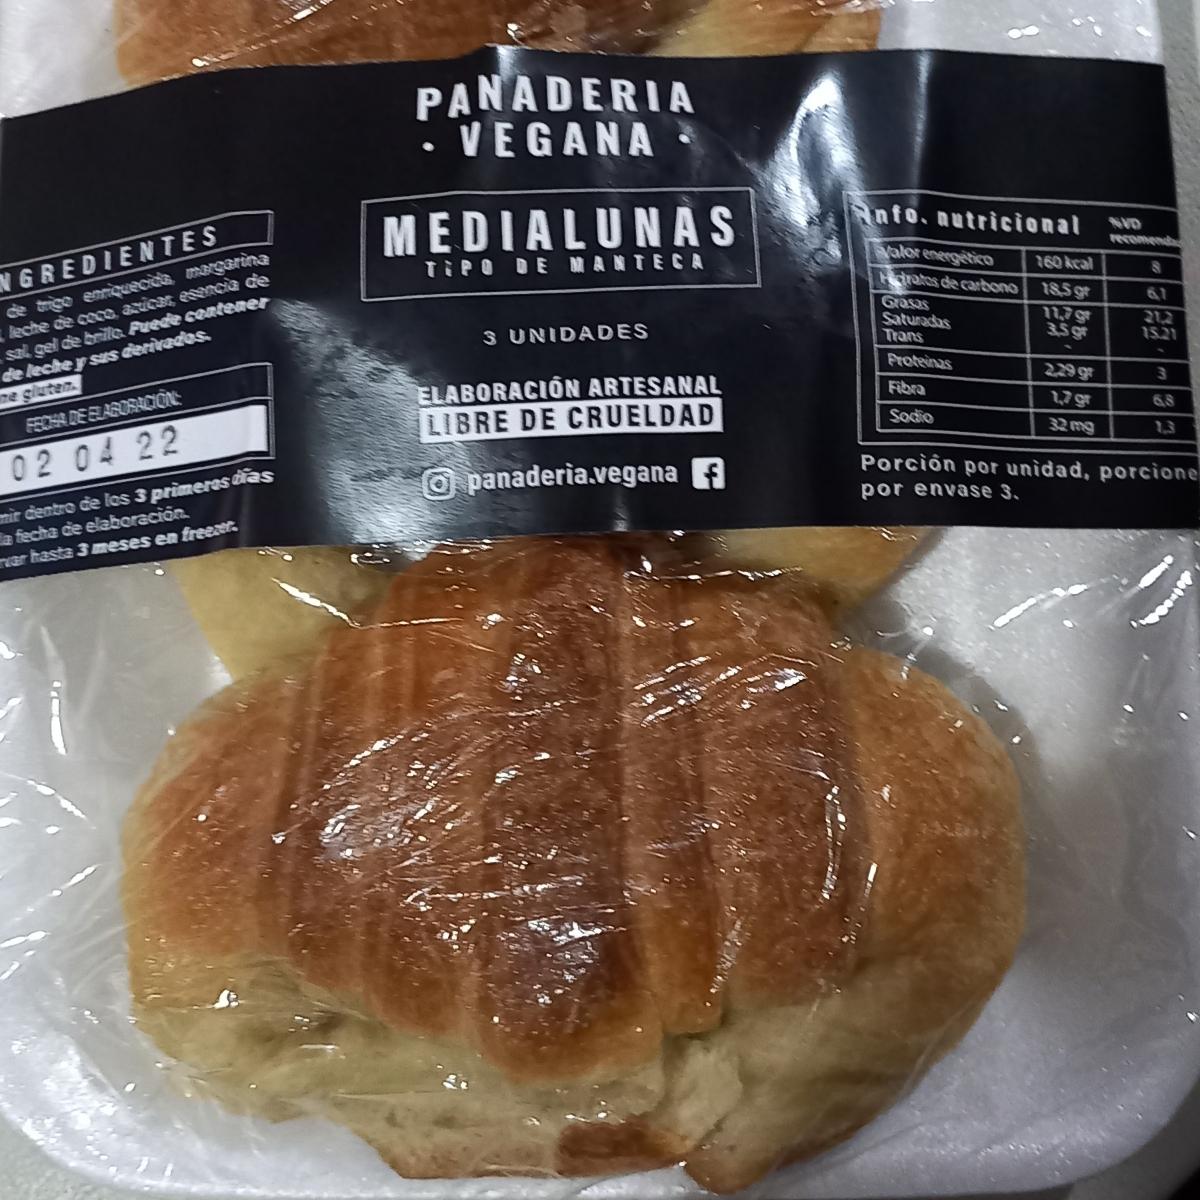 PANADERIA
· VEGANA ·
MEDIALUNAS
TIPO DE MANTECA
3 UNIDADES
ELABORACIÓN ARTESANAL
LIBRE DE CRUELDAD
panaderia.vegana
NGREDIENTES
de trigo enriquecida, margarina
leche de coco, azúcar, esencia de
sal, gel de brillo. Puede contener
de leche y sus derivados.
gluten.
FECHA DE ELABORACIÓN:
02 04 22
dentro de los 3 primeros días
la fecha de elaboración.
hasta 3 meses en freezer.
Info. nutricional %VD
Valor energético 160 kcal 8
Hidratos de carbono 18,5 gr 6,1
Grasas 11,7 gr 21,2
Saturadas 3,5 gr 15.21
Trans - -
Proteínas 2,29 gr 3
Fibra 1,7 gr 6,8
Sodio 32 mg 1,3
Porción por unidad, porcione
por envase 3.